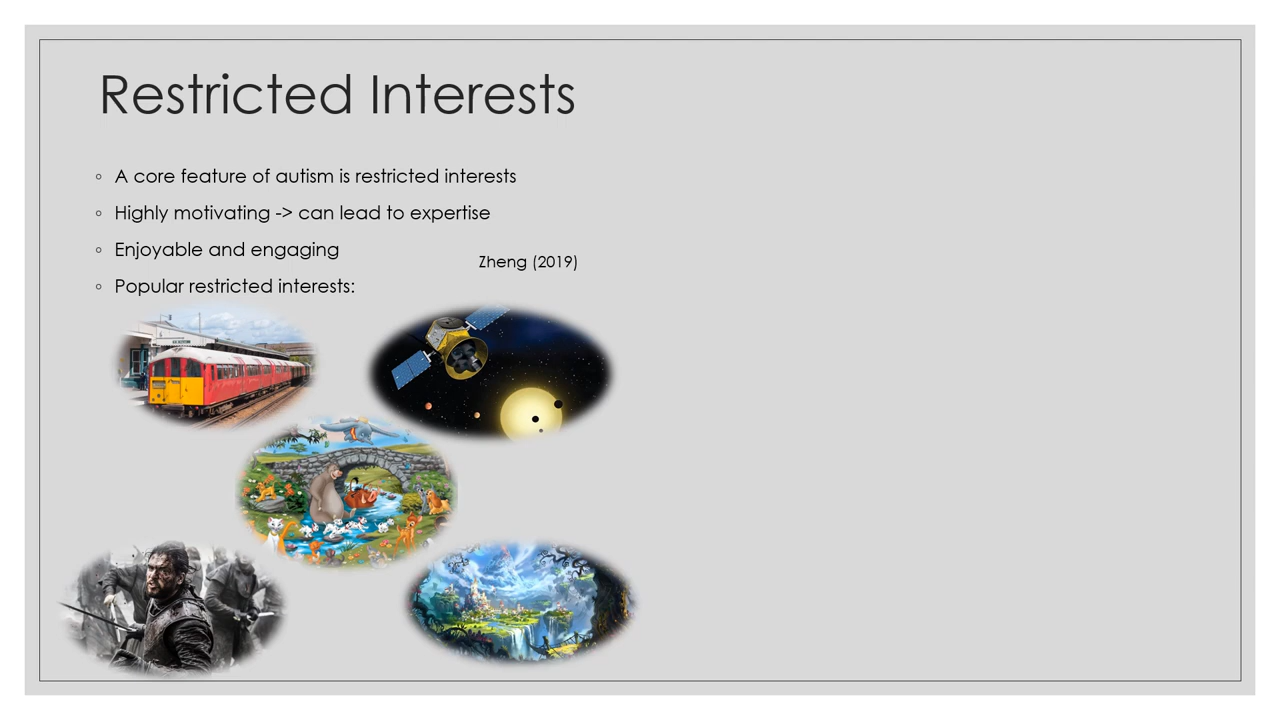 Restricted Interests
◦ A core feature of autism is restricted interests
◦ Highly motivating -> can lead to expertise
◦ Enjoyable and engaging
Zheng (2019)
◦ Popular restricted interests: